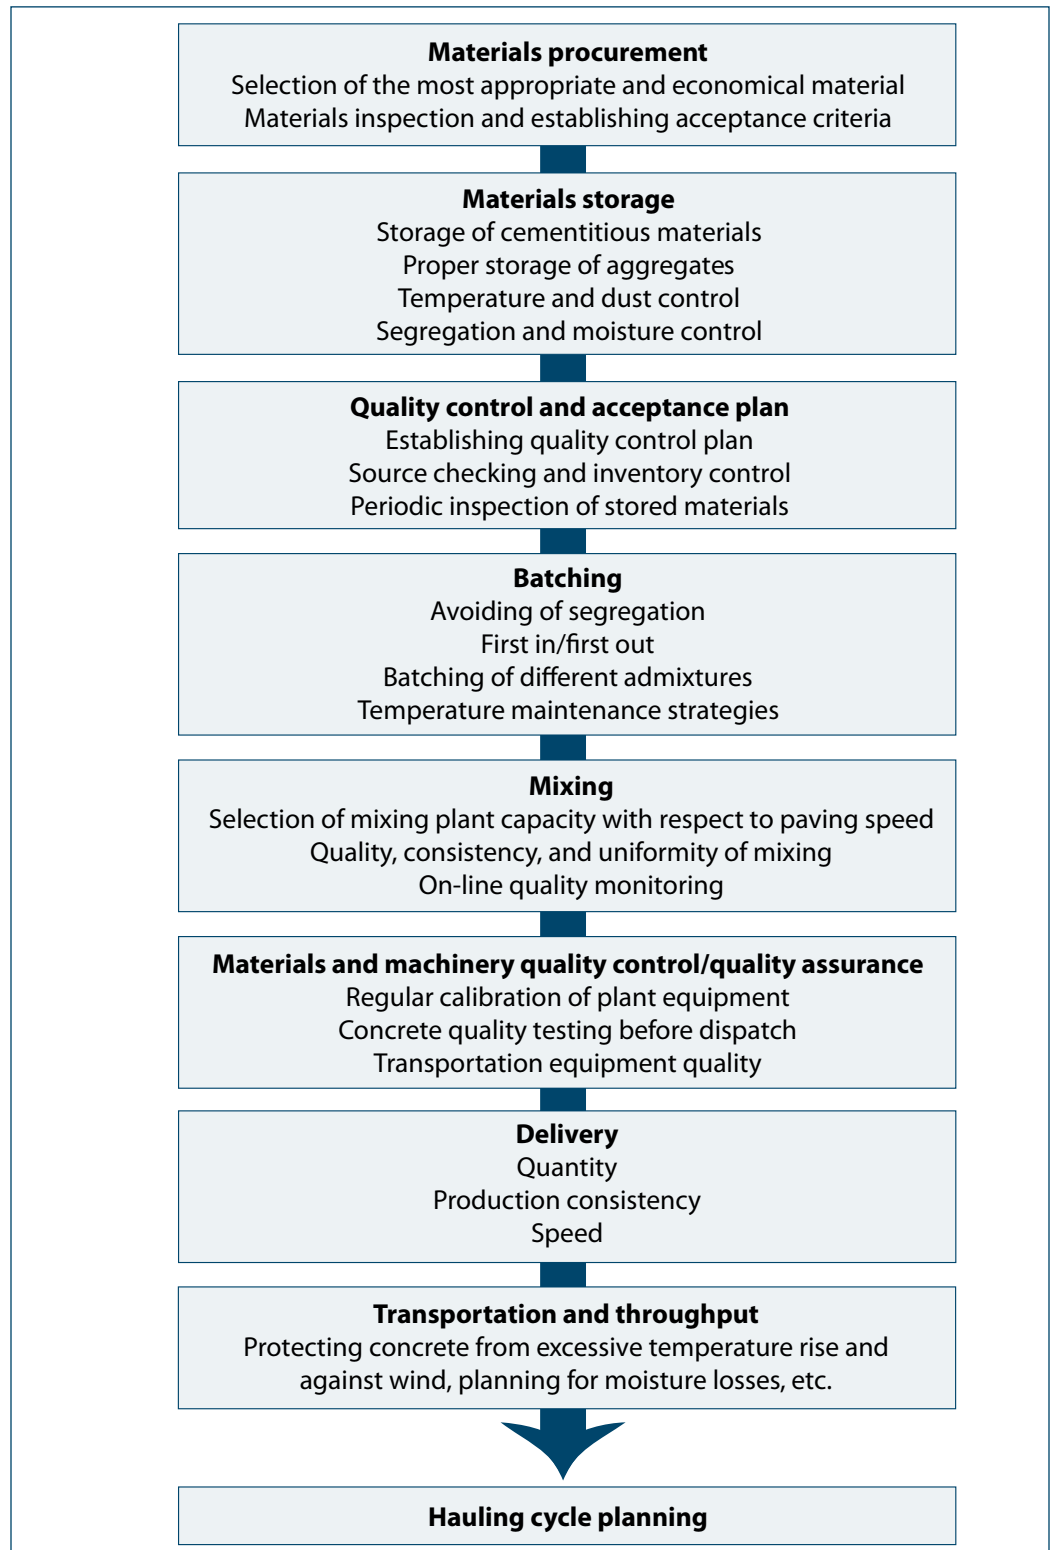 Materials procurement
Selection of the most appropriate and economical material
Materials inspection and establishing acceptance criteria
Materials storage
Storage of cementitious materials
Proper storage of aggregates
Temperature and dust control
Segregation and moisture control
Quality control and acceptance plan
Establishing quality control plan
Source checking and inventory control
Periodic inspection of stored materials
Batching
Avoiding of segregation
First in/first out
Batching of different admixtures
Temperature maintenance strategies
Mixing
Selection of mixing plant capacity with respect to paving speed
Quality, consistency, and uniformity of mixing
On-line quality monitoring
Materials and machinery quality control/quality assurance
Regular calibration of plant equipment
Concrete quality testing before dispatch
Transportation equipment quality
Delivery
Quantity
Production consistency
Speed
Transportation and throughput
Protecting concrete from excessive temperature rise and
against wind, planning for moisture losses, etc.
Hauling cycle planning